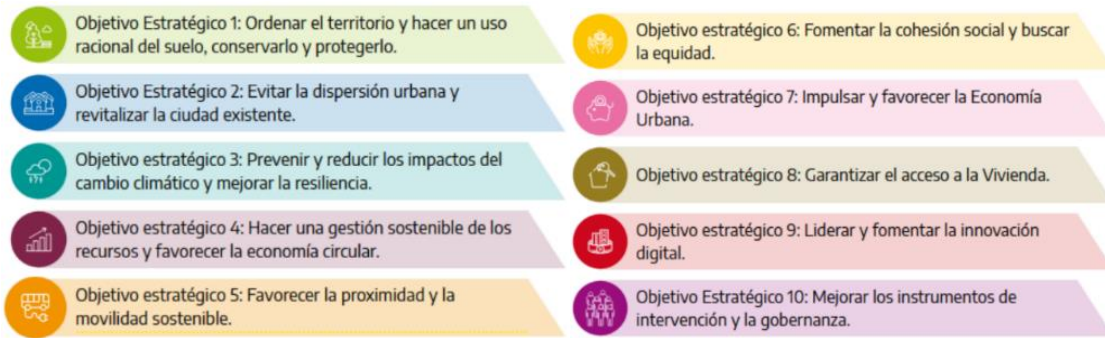 Objetivo Estratégico 1: Ordenar el territorio y hacer un uso
racional del suelo, conservarlo y protegerlo.
Objetivo Estratégico 2: Evitar la dispersión urbana y
revitalizar la ciudad existente.
Objetivo estratégico 3: Prevenir y reducir los impactos del
cambio climático y mejorar la resiliencia.
Objetivo estratégico 4: Hacer una gestión sostenible de los
recursos y favorecer la economía circular.
Objetivo estratégico 5: Favorecer la proximidad y la
movilidad sostenible.
Objetivo estratégico 6: Fomentar la cohesión social y buscar
la equidad.
Objetivo estratégico 7: Impulsar y favorecer la Economía
Urbana.
Objetivo estratégico 8: Garantizar el acceso a la Vivienda.
Objetivo estratégico 9: Liderar y fomentar la innovación
digital.
Objetivo Estratégico 10: Mejorar los instrumentos de
intervención y la gobernanza.